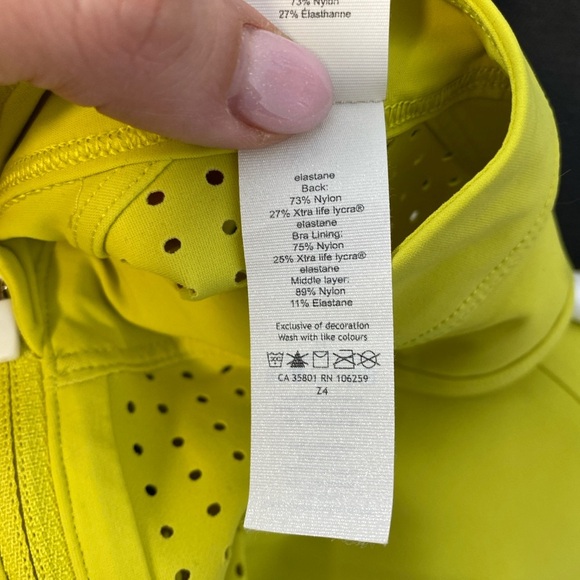 73% Nylon
27% Elasthanne
elastane
Back:
73% Nylon
27% Xtra life lycra®
elastane
Bra Lining:
75% Nylon
25% Xtra life lycra®
elastane
Middle layer:
89% Nylon
11% Elastane
Exclusive of decoration
Wash with like colours
CA 35801 RN 106259
Z4